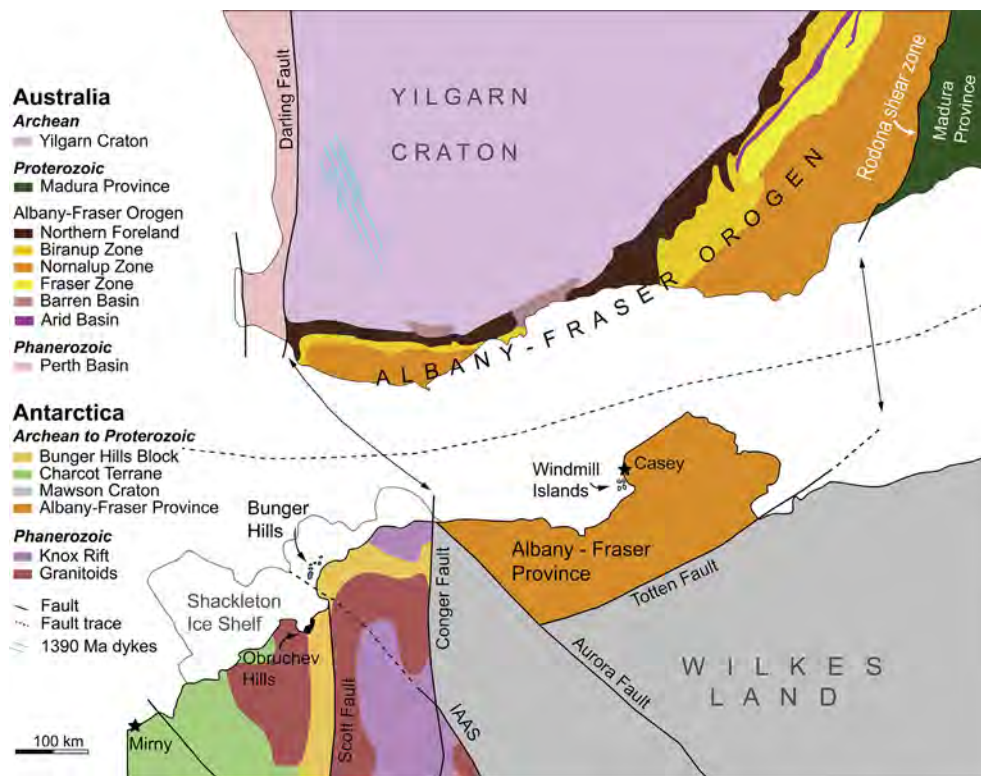 Australia
Archean
Yilgarn Craton
Proterozoic
Madura Province
Albany-Fraser Orogen
Northern Foreland
Biranup Zone
Nornalup Zone
Fraser Zone
Barren Basin
Arid Basin
Phanerozoic
Perth Basin
Antarctica
Archean to Proterozoic
Bunger Hills Block
Charcot Terrane
Mawson Craton
Albany-Fraser Province
Phanerozoic
Knox Rift
Granitoids
Fault
Fault trace
1390 Ma dykes
100 km
Darling Fault
YILGARN
CRATON
Rodona shear zone
Madura
Province
ALBANY-FRASER OROGEN
Windmill
Islands
Casey
Bunger
Hills
Albany - Fraser
Province
Totten Fault
Conger Fault
Shackleton
Ice Shelf
Obruchev
Hills
Scott Fault
Aurora Fault
IAAS
WILKES
LAND
Mirny